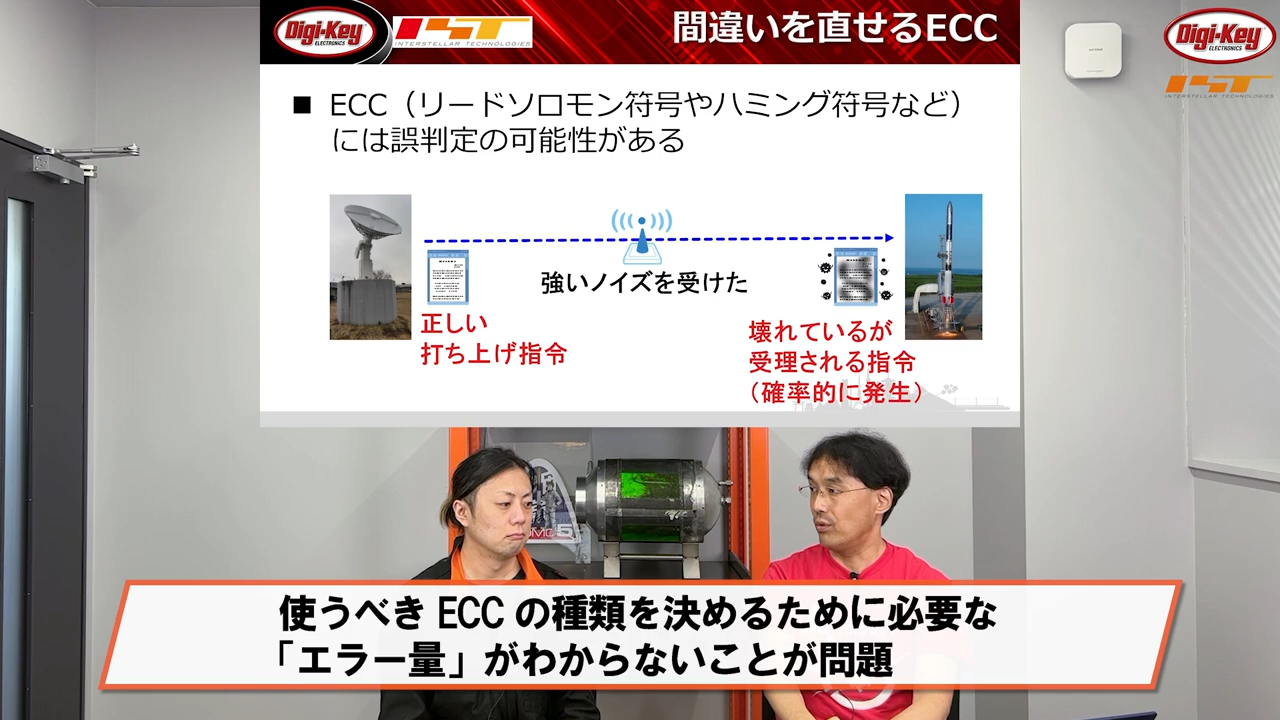 Digi-Key
ELECTRONICS
IST
INTERSTELLAR TECHNOLOGIES
間違いを直せるECC
Digi-Key
ELECTRONICS
IST
INTERSTELLAR TECHNOLOGIES
■ ECC（リードソロモン符号やハミング符号など）
には誤判定の可能性がある
強いノイズを受けた
正しい
打ち上げ指令
壊れているが
受理される指令
（確率的に発生）
使うべき ECC の種類を決めるために必要な
「エラー量」がわからないことが問題